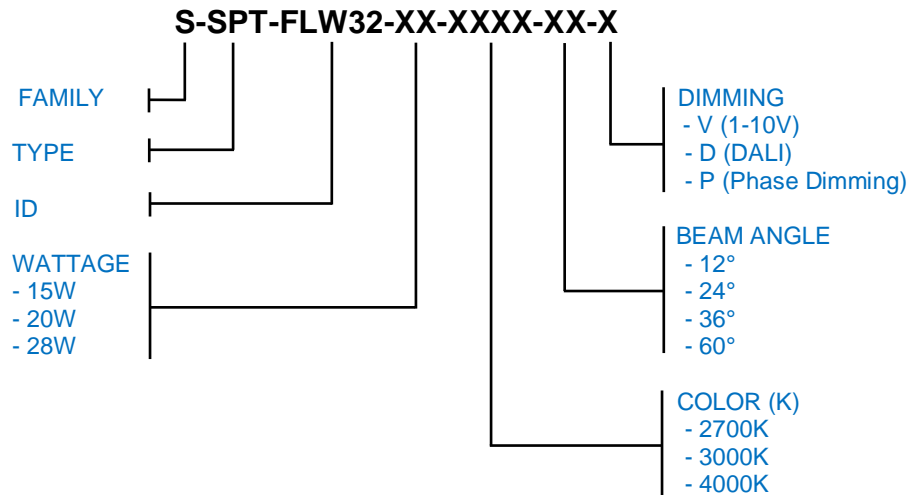 S-SPT-FLW32-XX-XXXX-XX-X
FAMILY
TYPE
ID
WATTAGE
- 15W
- 20W
- 28W
DIMMING
- V (1-10V)
- D (DALI)
- P (Phase Dimming)
BEAM ANGLE
- 12°
- 24°
- 36°
- 60°
COLOR (K)
- 2700K
- 3000K
- 4000K